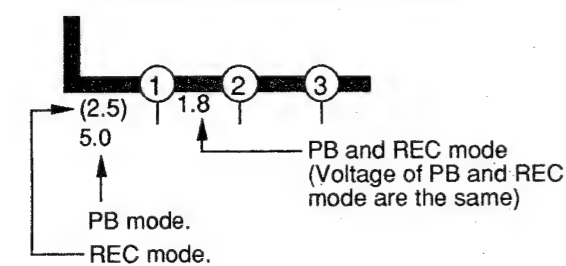 1 2 3
(2.5) 1.8
5.0
PB and REC mode
(Voltage of PB and REC
mode are the same)
PB mode.
REC mode.